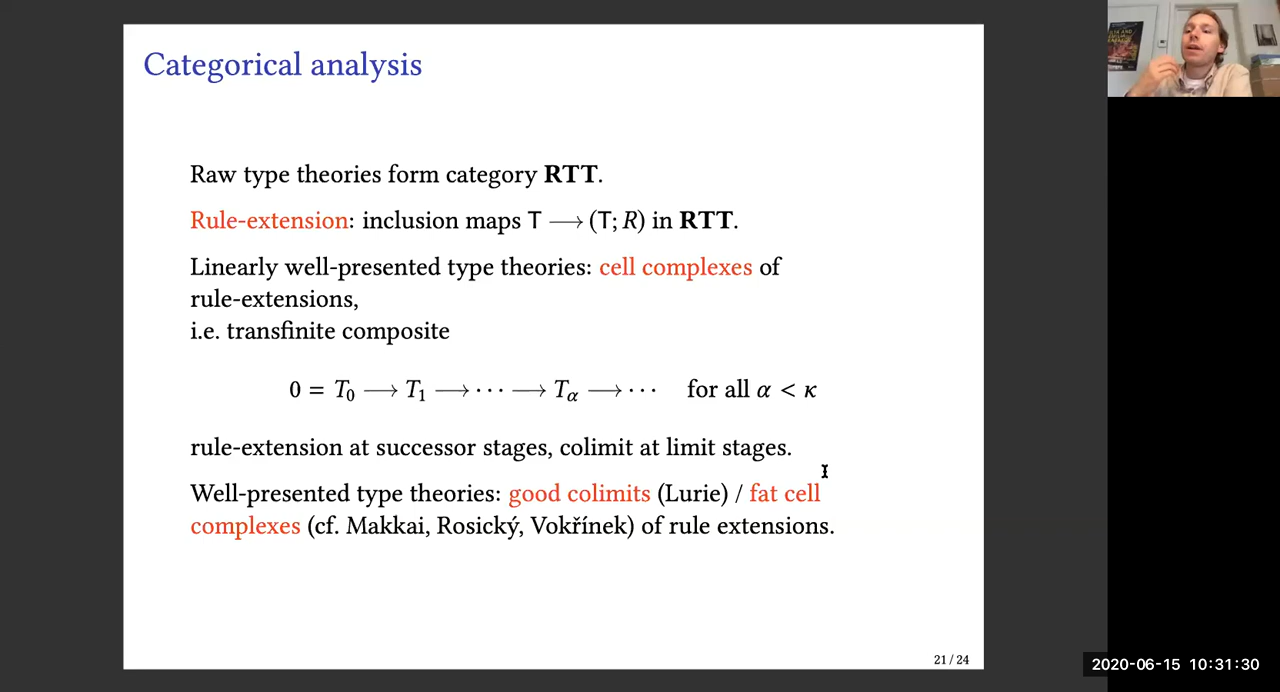 Categorical analysis
Raw type theories form category RTT.
Rule-extension: inclusion maps T ⟶ (T; R) in RTT.
Linearly well-presented type theories: cell complexes of
rule-extensions,
i.e. transfinite composite
0 = T₀ ⟶ T₁ ⟶ ··· ⟶ Tα ⟶ ··· for all α < κ
rule-extension at successor stages, colimit at limit stages.
Well-presented type theories: good colimits (Lurie) / fat cell
complexes (cf. Makkai, Rosický, Vokřínek) of rule extensions.
21 / 24
2020-06-15 10:31:30